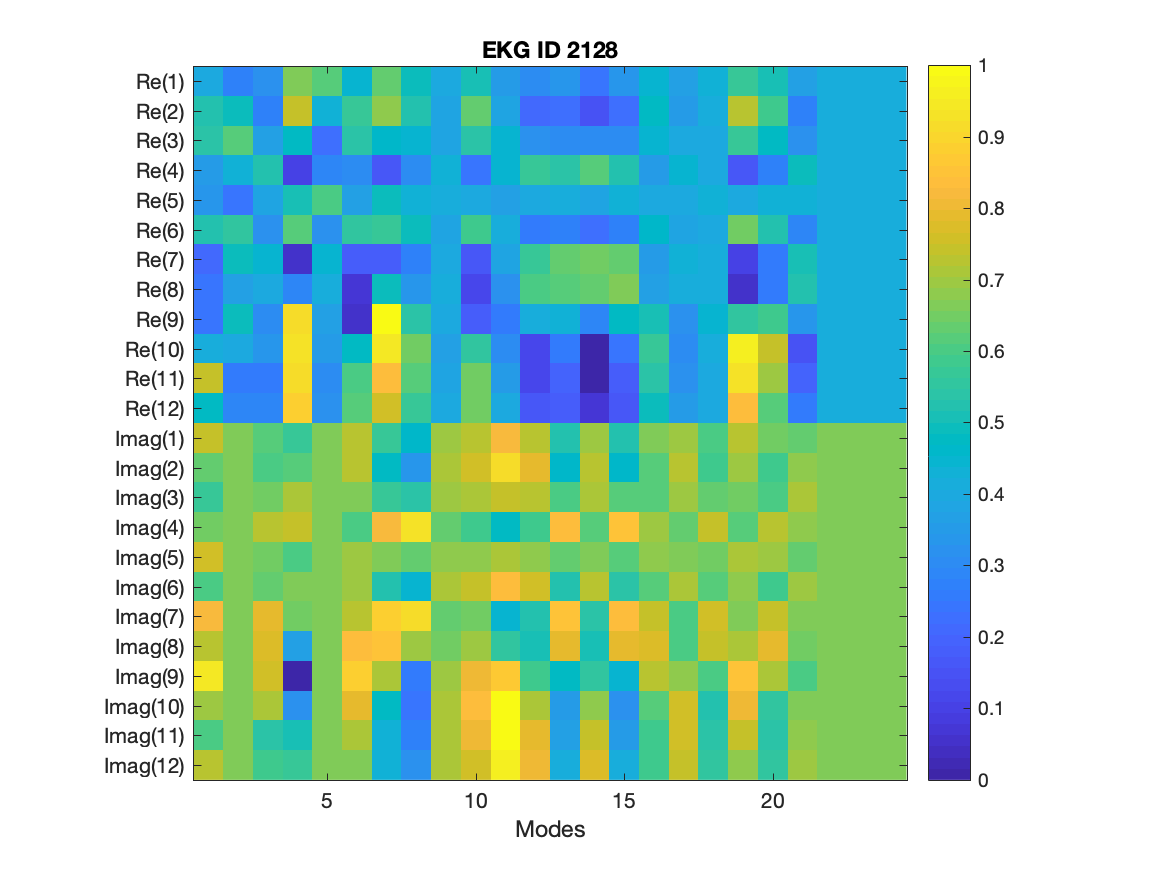 EKG ID 2128
Re(1)
Re(2)
Re(3)
Re(4)
Re(5)
Re(6)
Re(7)
Re(8)
Re(9)
Re(10)
Re(11)
Re(12)
Imag(1)
Imag(2)
Imag(3)
Imag(4)
Imag(5)
Imag(6)
Imag(7)
Imag(8)
Imag(9)
Imag(10)
Imag(11)
Imag(12)
5 10 15 20
Modes
1
0.9
0.8
0.7
0.6
0.5
0.4
0.3
0.2
0.1
0